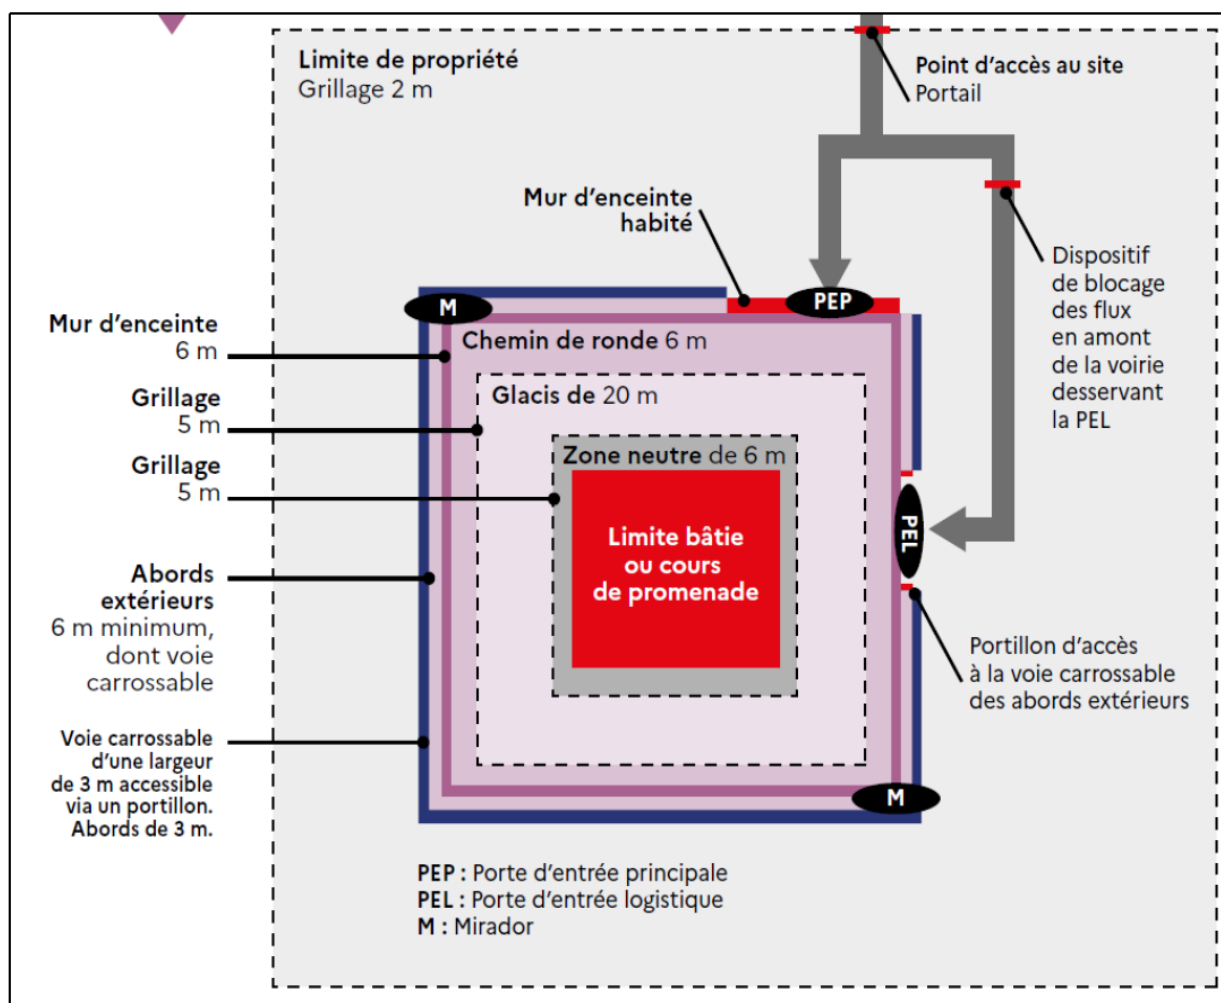 Limite de propriété
Grillage 2 m
Point d’accès au site
Portail
Mur d’enceinte
habité
Dispositif
de blocage
des flux
en amont
de la voirie
desservant
la PEL
M
PEP
Mur d’enceinte
6 m
Chemin de ronde 6 m
Grillage
5 m
Glacis de 20 m
Grillage
5 m
Zone neutre de 6 m
Limite bâtie
ou cours
de promenade
PEL
Abords
extérieurs
6 m minimum,
dont voie
carrossable
Portillon d’accès
à la voie carrossable
des abords extérieurs
Voie carrossable
d’une largeur
de 3 m accessible
via un portillon.
Abords de 3 m.
M
PEP : Porte d’entrée principale
PEL : Porte d’entrée logistique
M : Mirador